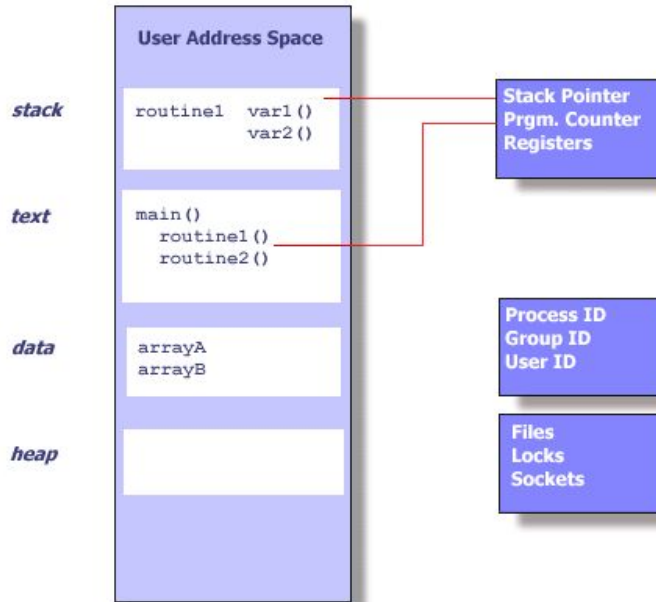 User Address Space
stack
routine1 var1()
var2()
text
main()
routine1()
routine2()
data
arrayA
arrayB
heap
Stack Pointer
Prgm. Counter
Registers
Process ID
Group ID
User ID
Files
Locks
Sockets